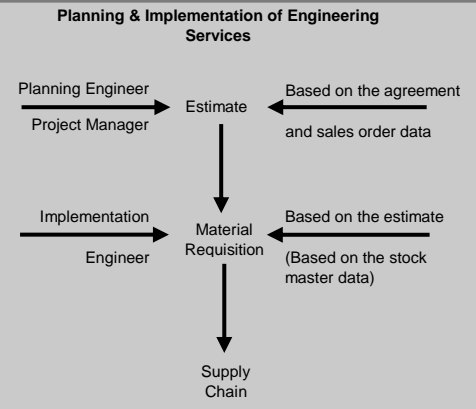 Planning & Implementation of Engineering
Services
Planning Engineer
Project Manager
Estimate
Based on the agreement
and sales order data
Implementation
Engineer
Material
Requisition
Based on the estimate
(Based on the stock
master data)
Supply
Chain